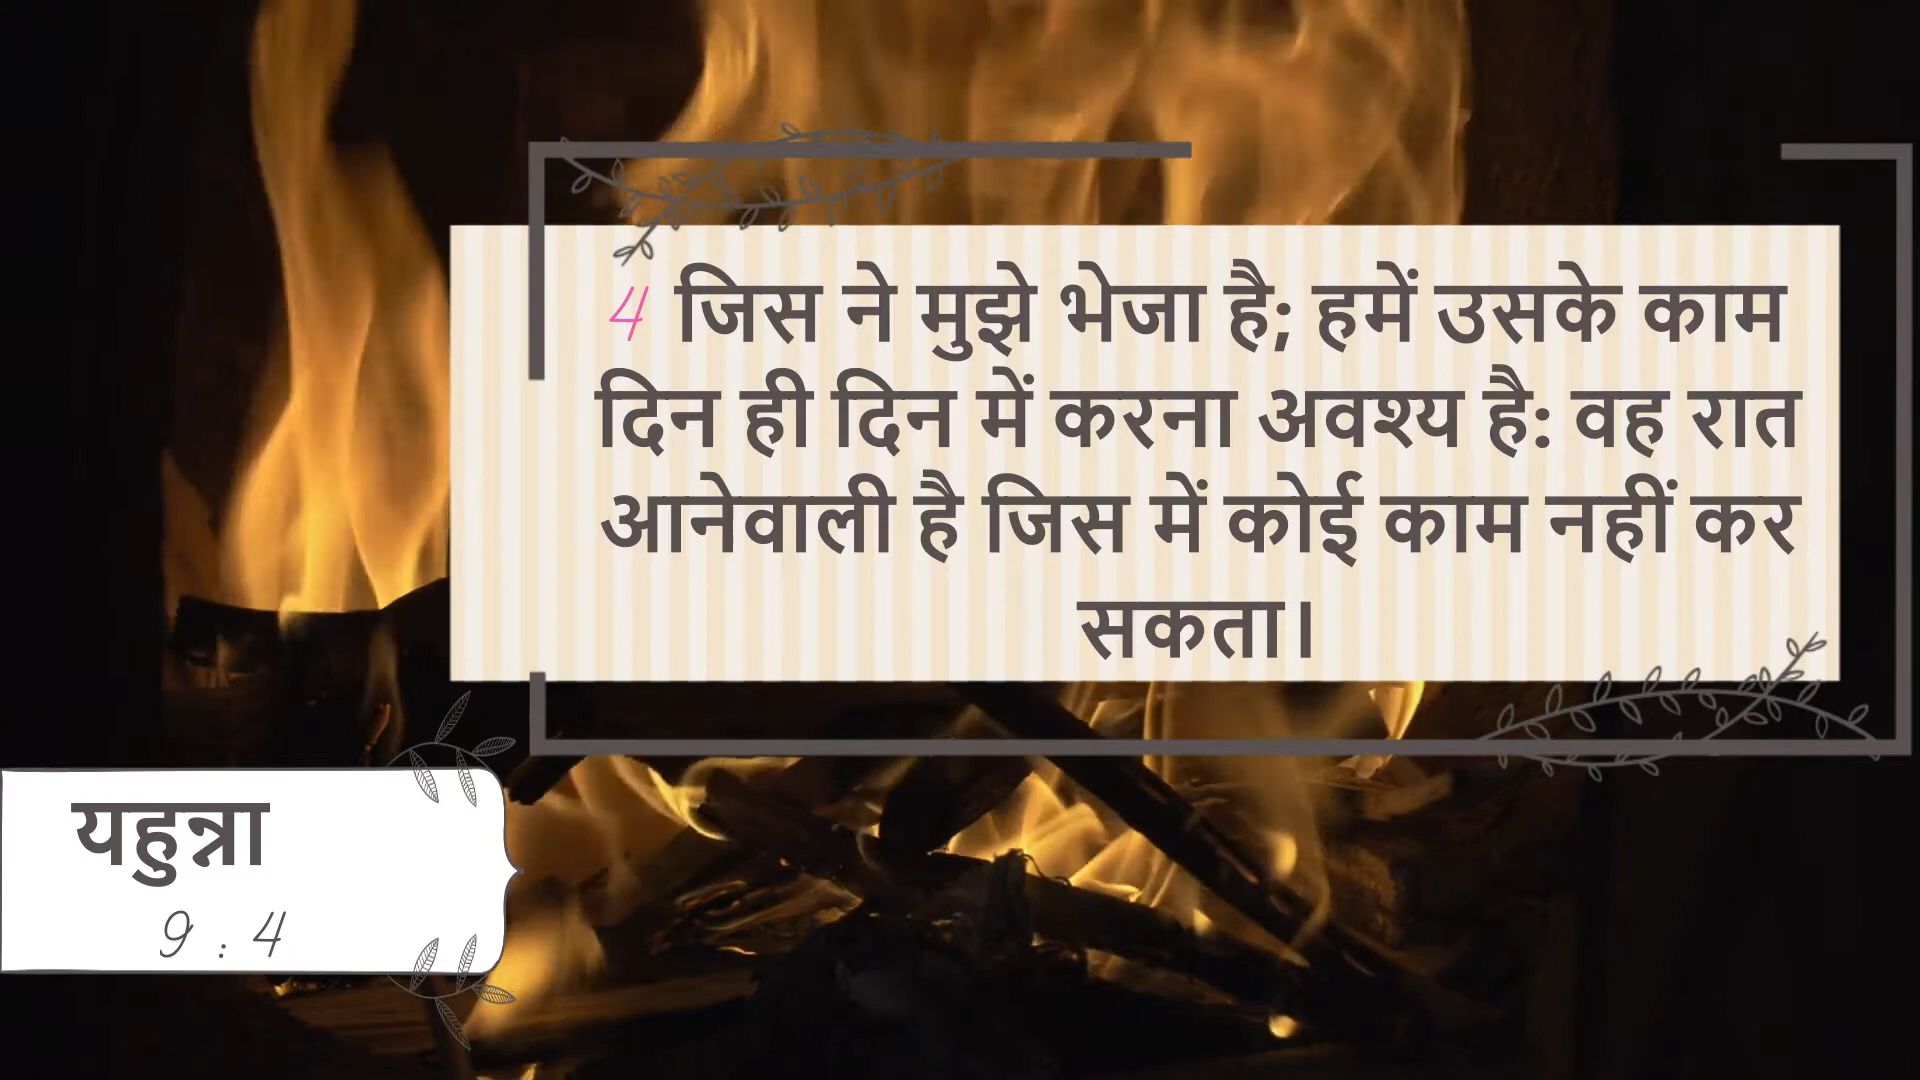 4 जिस ने मुझे भेजा है; हमें उसके काम
दिन ही दिन में करना अवश्य है: वह रात
आनेवाली है जिस में कोई काम नहीं कर
सकता।
यहुन्ना
9 : 4